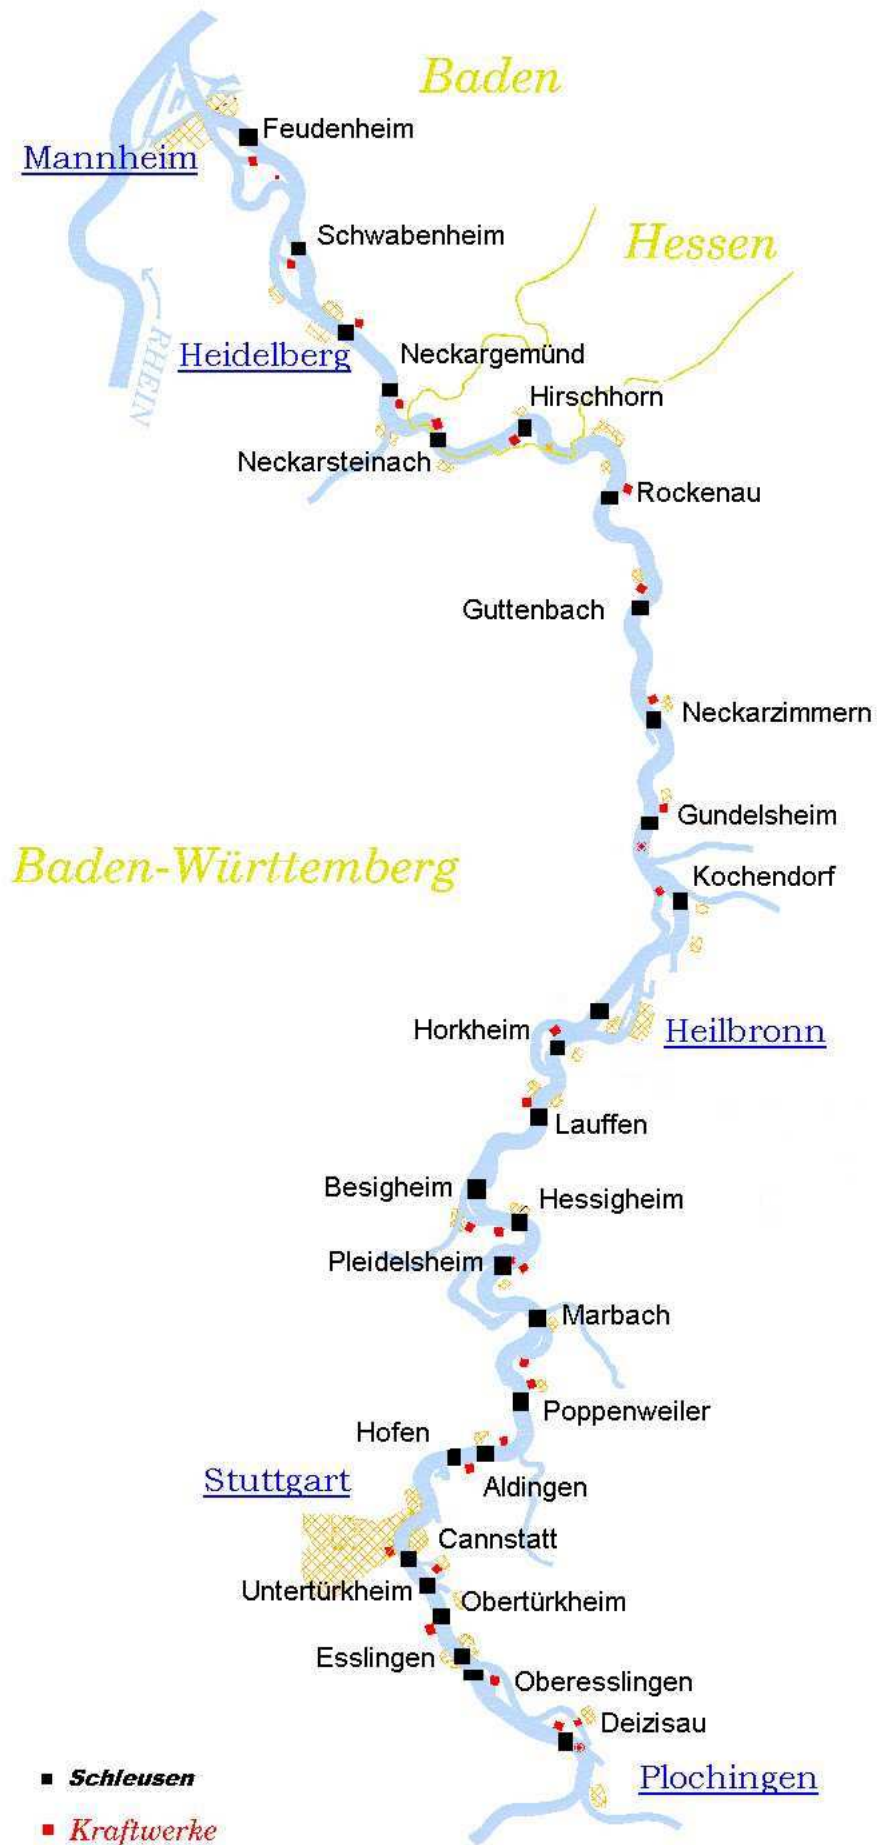 Baden
Feudenheim
Mannheim
Schwabenheim
Hessen
RHEIN
Heidelberg
Neckargemünd
Hirschhorn
Neckarsteinach
Rockenau
Guttenbach
Neckarzimmern
Gundelsheim
Baden-Württemberg
Kochendorf
Horkheim
Heilbronn
Lauffen
Besigheim
Hessigheim
Pleidelsheim
Marbach
Poppenweiler
Hofen
Stuttgart
Aldingen
Cannstatt
Untertürkheim
Obertürkheim
Esslingen
Oberesslingen
Deizisau
Schleusen
Plochingen
Kraftwerke